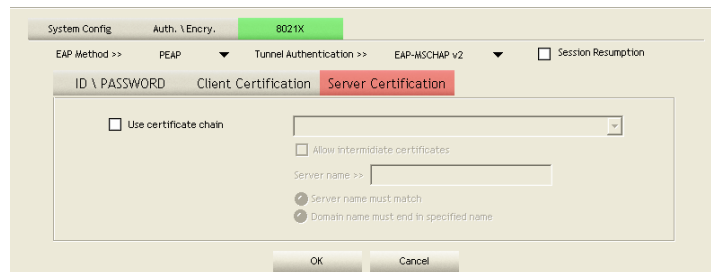 System Config Auth. \ Encry. 8021X
EAP Method >> PEAP Tunnel Authentication >> EAP-MSCHAP v2 Session Resumption
ID \ PASSWORD Client Certification Server Certification
Use certificate chain
Allow intermidiate certificates
Server name >>
Server name must match
Domain name must end in specified name
OK Cancel